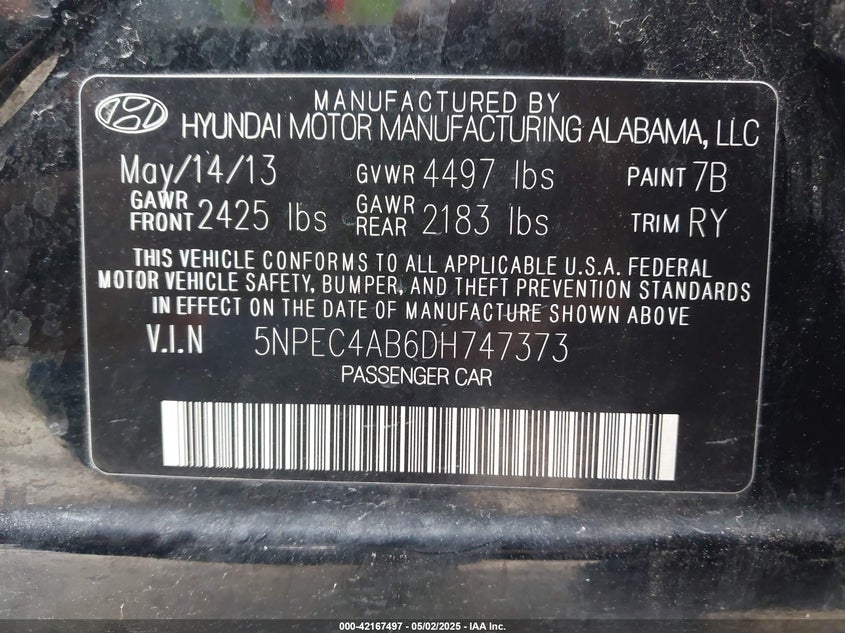 MANUFACTURED BY
HYUNDAI MOTOR MANUFACTURING ALABAMA, LLC
May/14/13 GVWR 4497 lbs PAINT 7B
GAWR FRONT 2425 lbs GAWR REAR 2183 lbs TRIM RY
THIS VEHICLE CONFORMS TO ALL APPLICABLE U.S.A. FEDERAL
MOTOR VEHICLE SAFETY, BUMPER, AND THEFT PREVENTION STANDARDS
IN EFFECT ON THE DATE OF MANUFACTURE SHOWN ABOVE
V.I.N 5NPEC4AB6DH747373
PASSENGER CAR
000-42167497 - 05/02/2025 - IAA Inc.